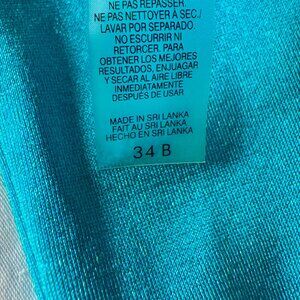 NE PAS REPASSER.
NE PAS NETTOYER À SEC./
LAVAR POR SEPARADO.
NO ESCURRIR NI
RETORCER. PARA
OBTENER LOS MEJORES
RESULTADOS, ENJUAGAR
Y SECAR AL AIRE LIBRE
INMEDIATAMENTE
DESPUÉS DE USAR
MADE IN SRI LANKA
FAIT AU SRI LANKA
HECHO EN SRI LANKA
34 B